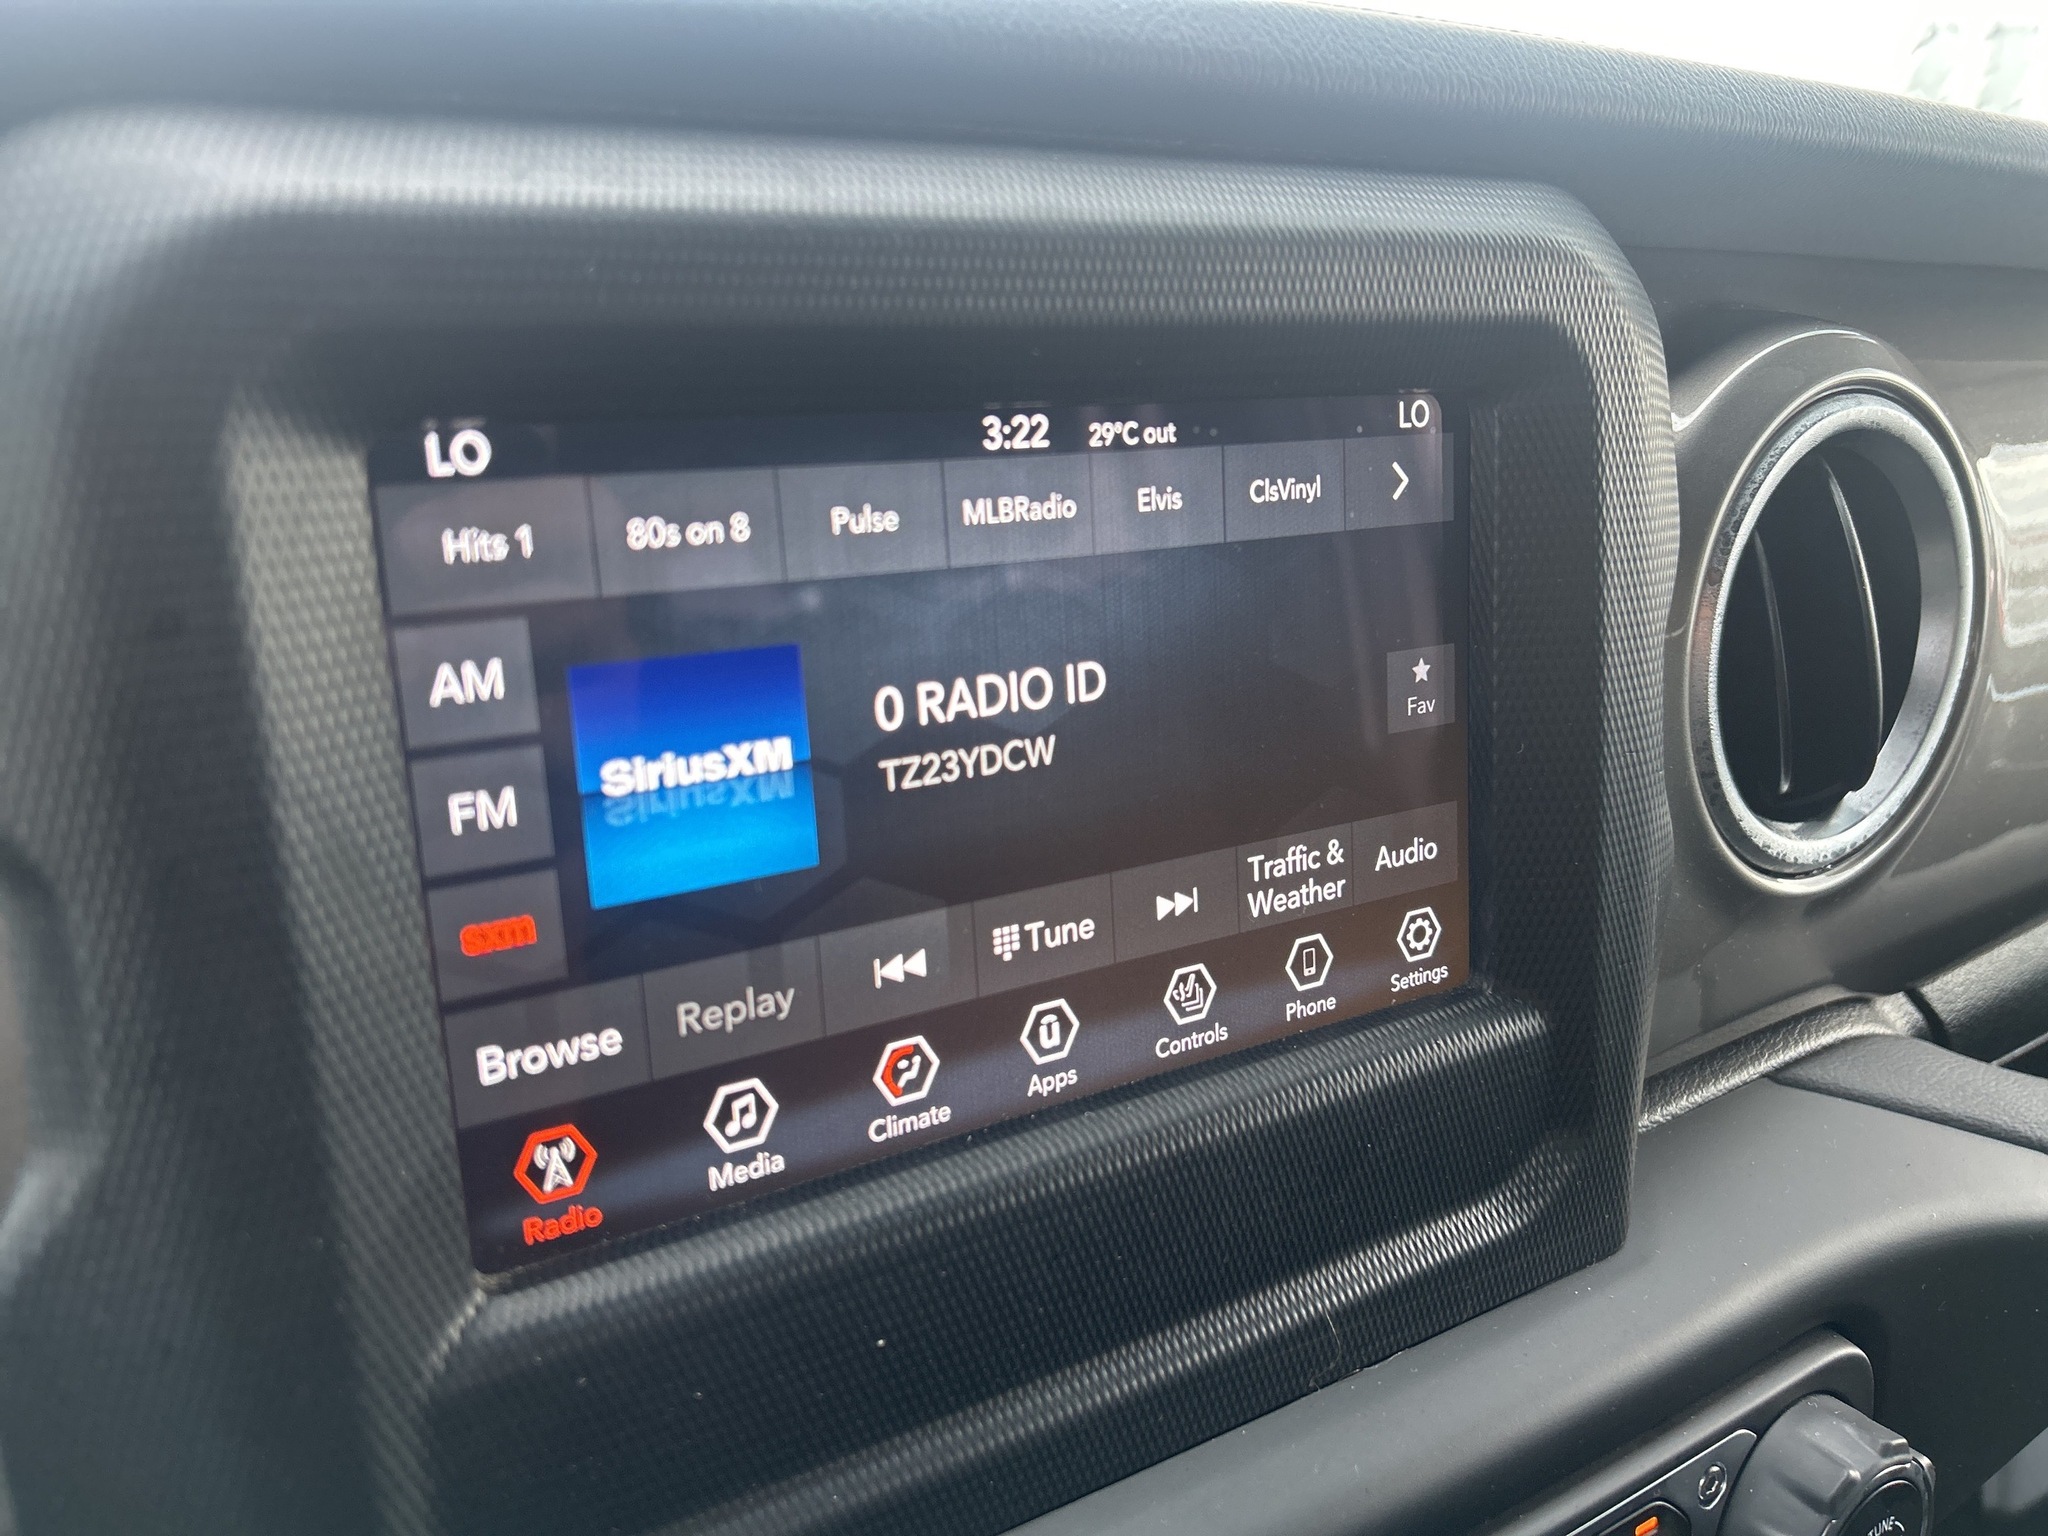 LO 3:22 29°C out LO
Hits 1 80s on 8 Pulse MLBRadio Elvis ClsVinyl
AM
0 RADIO ID
TZ23YDCW
Fav
FM
SiriusXM
sxm
Browse Replay Tune Traffic &
Weather Audio
Radio Media Climate Apps Controls Phone Settings
TUNE